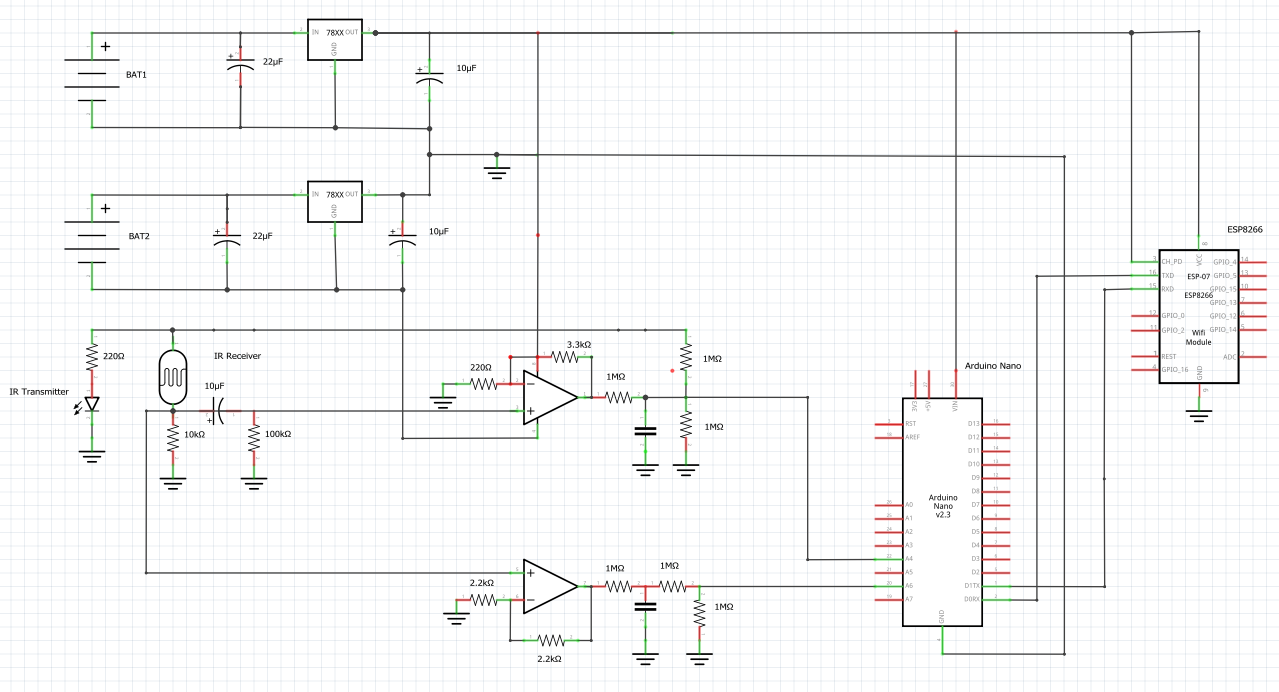 IN 78XX OUT
GND
22µF
10µF
BAT1
IN 78XX OUT
GND
22µF
10µF
BAT2
ESP8266
CH_PD
TXD
RXD
GPIO_0
GPIO_2
REST
GPIO_16
VCC
ESP-07
ESP8266
Wifi
Module
GND
GPIO_4
GPIO_5
GPIO_15
GPIO_13
GPIO_12
GPIO_14
ADC
IR Transmitter
220Ω
IR Receiver
10µF
10kΩ
100kΩ
220Ω
3.3kΩ
1MΩ
1MΩ
1MΩ
Arduino Nano
3V3
+5V
VIN
RST
AREF
A0
A1
A2
A3
A4
A5
A6
A7
Arduino
Nano
v2.3
D13
D12
D11
D10
D9
D8
D7
D6
D5
D4
D3
D2
D1TX
D0RX
GND
2.2kΩ
2.2kΩ
1MΩ
1MΩ
1MΩ